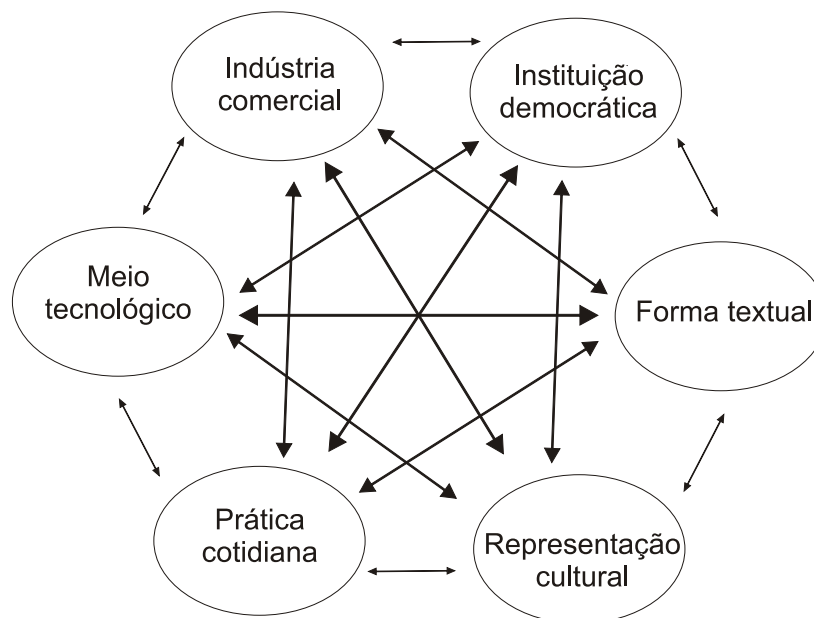 Indústria
comercial
Instituição
democrática
Meio
tecnológico
Forma textual
Prática
cotidiana
Representação
cultural